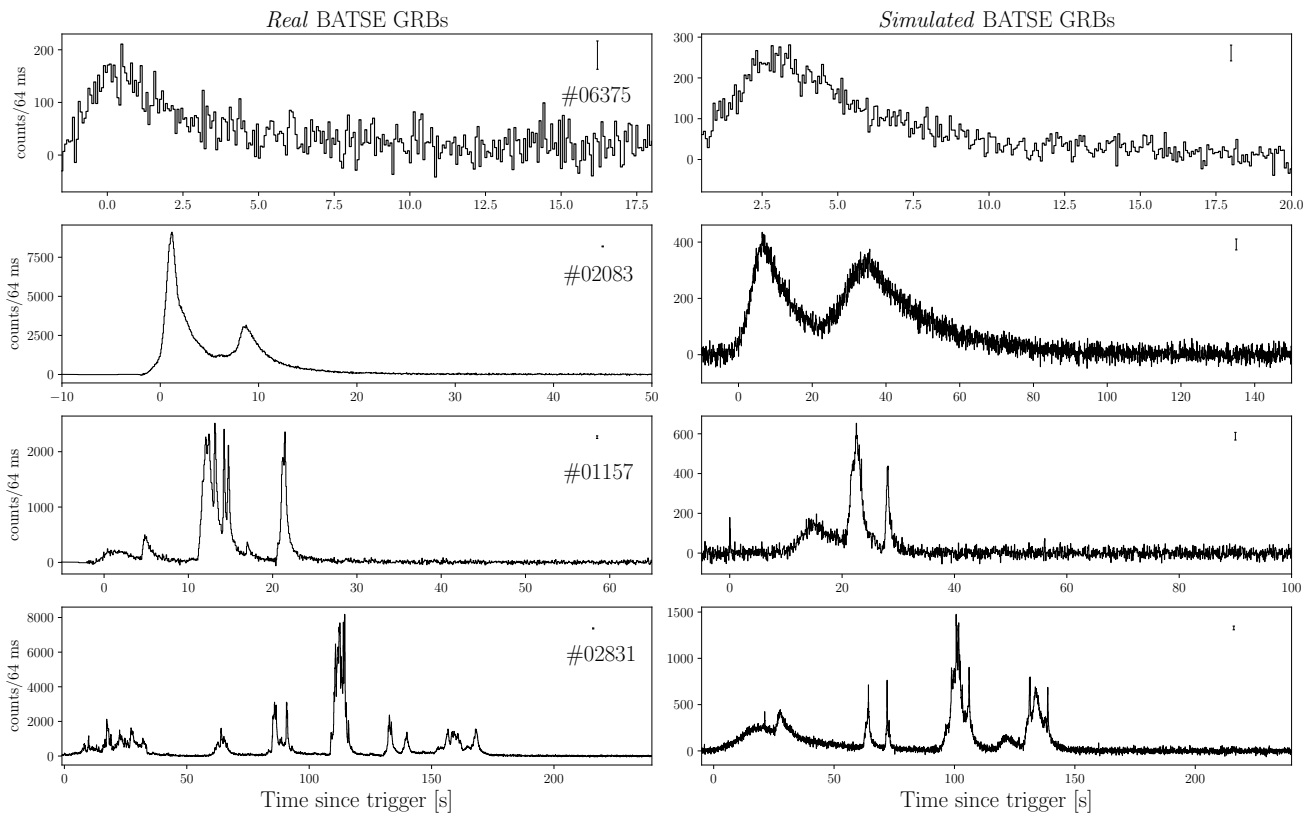 Real BATSE GRBs
Simulated BATSE GRBs
counts/64 ms
200
100
0
#06375
0.0 2.5 5.0 7.5 10.0 12.5 15.0 17.5
300
200
100
0
2.5 5.0 7.5 10.0 12.5 15.0 17.5 20.0
counts/64 ms
7500
5000
2500
0
#02083
−10 0 10 20 30 40 50
400
200
0
0 20 40 60 80 100 120 140
counts/64 ms
2000
1000
0
#01157
0 10 20 30 40 50 60
600
400
200
0
0 20 40 60 80 100
counts/64 ms
8000
6000
4000
2000
0
#02831
0 50 100 150 200
Time since trigger [s]
1500
1000
500
0
0 50 100 150 200
Time since trigger [s]